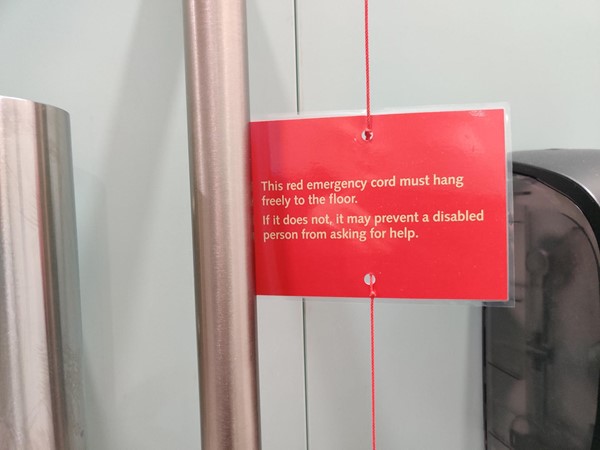 This red emergency cord must hang
freely to the floor.
If it does not, it may prevent a disabled
person from asking for help.